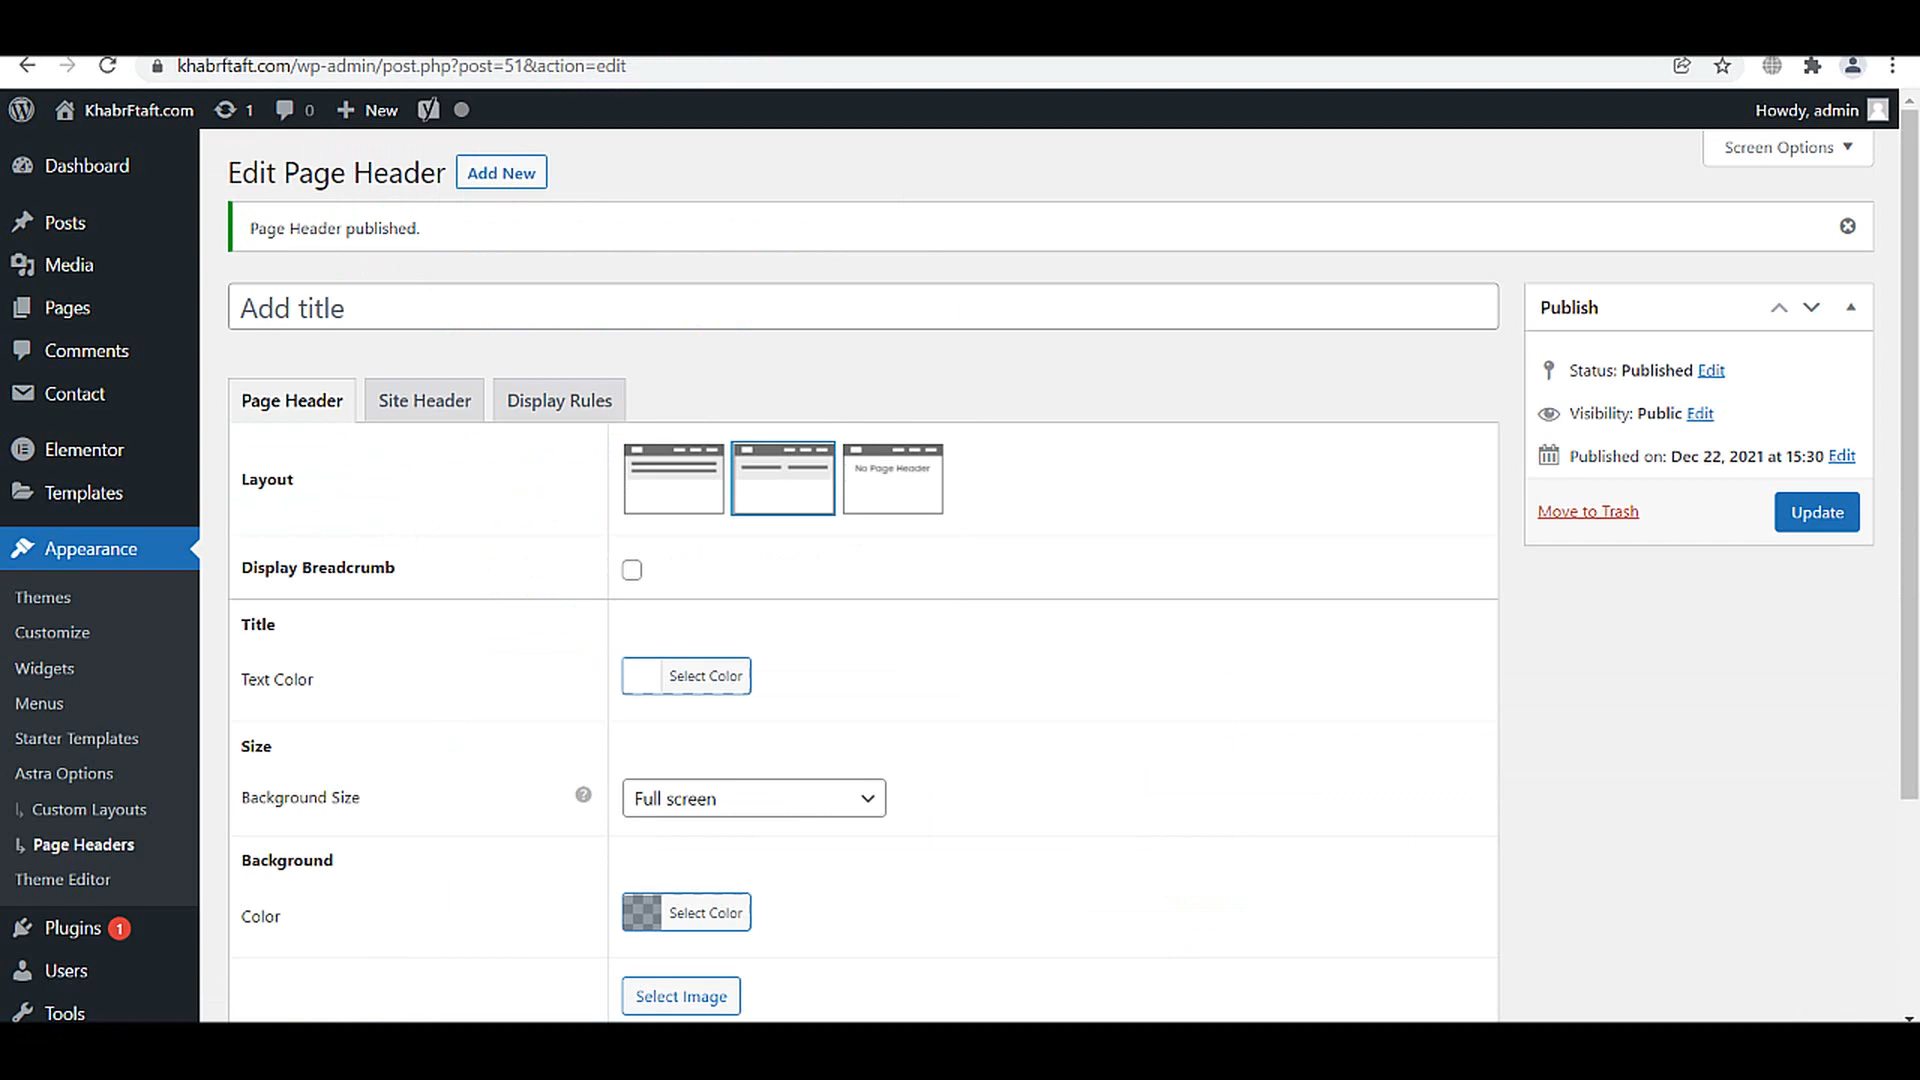 khabrftaft.com/wp-admin/post.php?post=51&action=edit
KhabrFtaft.com 1 0 New Howdy, admin
Screen Options
Dashboard
Posts
Media
Pages
Comments
Contact
Elementor
Templates
Appearance
Themes
Customize
Widgets
Menus
Starter Templates
Astra Options
Custom Layouts
Page Headers
Theme Editor
Plugins 1
Users
Tools
Edit Page Header Add New
Page Header published.
Add title
Page Header Site Header Display Rules
Layout
No Page Header
Display Breadcrumb
Title
Text Color Select Color
Size
Background Size ? Full screen
Background
Color Select Color
Select Image
Publish
Status: Published Edit
Visibility: Public Edit
Published on: Dec 22, 2021 at 15:30 Edit
Move to Trash Update